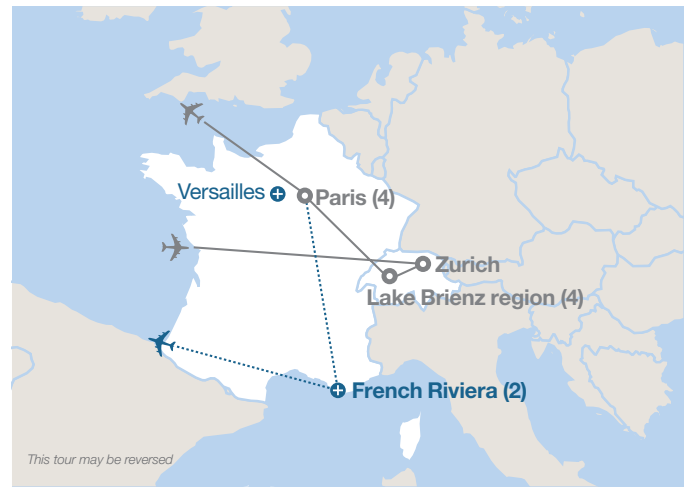 Versailles
Paris (4)
Zurich
Lake Brienz region (4)
French Riviera (2)
This tour may be reversed